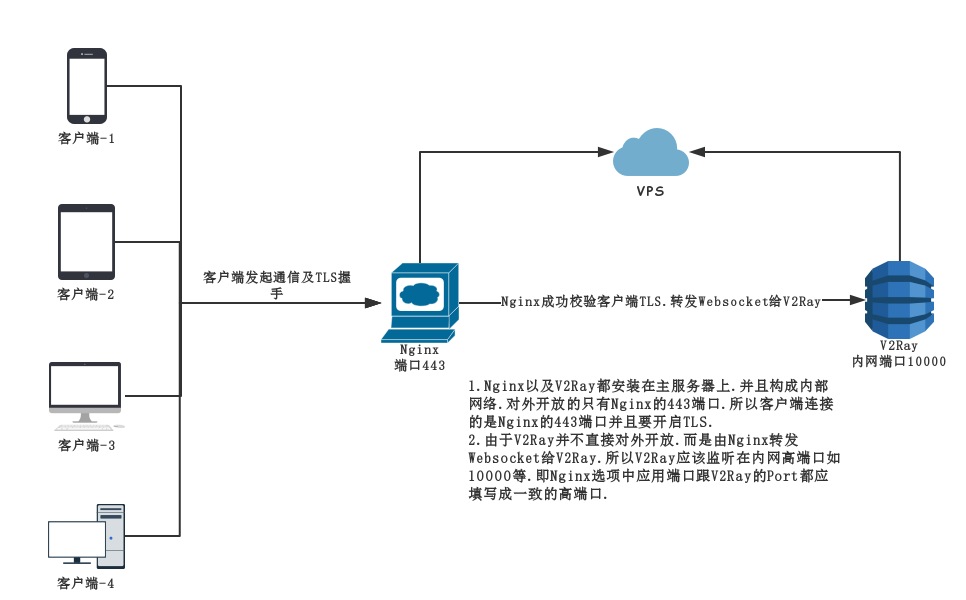 客户端-1
VPS
客户端-2
客户端发起通信及TLS握
手
Nginx成功校验客户端TLS.转发Websocket给V2Ray
Nginx
端口443
V2Ray
内网端口10000
1.Nginx以及V2Ray都安装在主服务器上.并且构成内部
网络.对外开放的只有Nginx的443端口.所以客户端连接
的是Nginx的443端口并且要开启TLS.
2.由于V2Ray并不直接对外开放.而是由Nginx转发
Websocket给V2Ray.所以V2Ray应该监听在内网高端口如
10000等.即Nginx选项中应用端口跟V2Ray的Port都应
填写成一致的高端口.
客户端-3
客户端-4